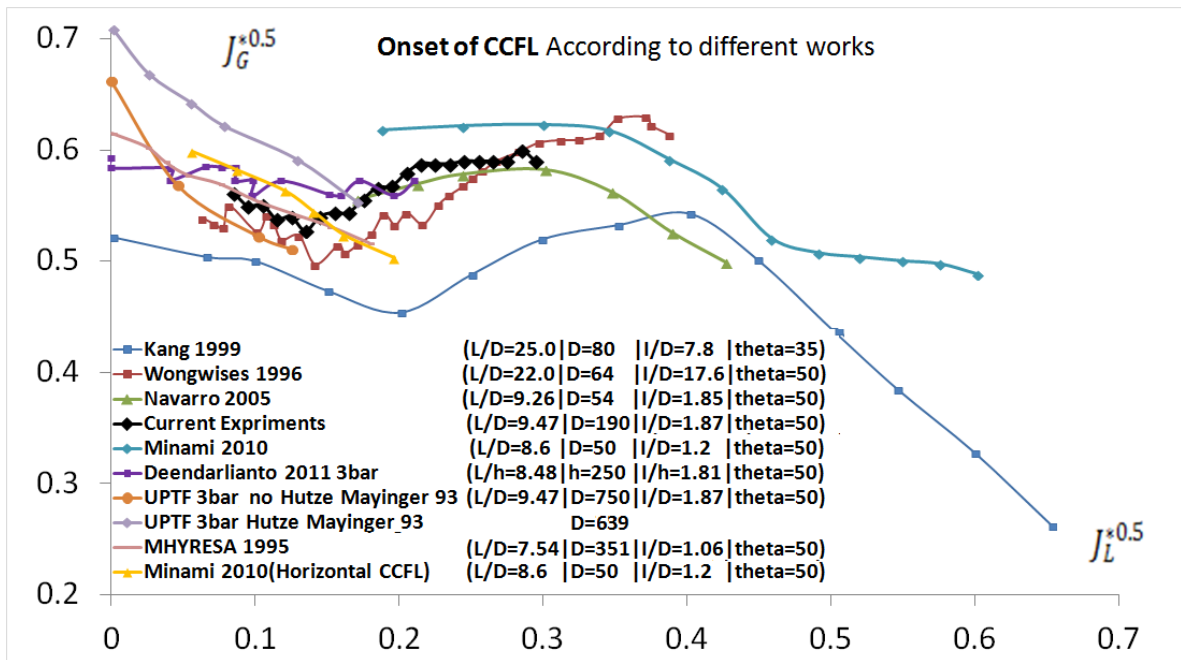 0.7
J_G^{*0.5}
Onset of CCFL According to different works
0.6
0.5
0.4
0.3
0.2
Kang 1999 (L/D=25.0|D=80 |I/D=7.8|theta=35)
Wongwises 1996 (L/D=22.0|D=64 |I/D=17.6|theta=50)
Navarro 2005 (L/D=9.26|D=54 |I/D=1.85|theta=50)
Current Expriments (L/D=9.47|D=190|I/D=1.87|theta=50)
Minami 2010 (L/D=8.6 |D=50 |I/D=1.2 |theta=50)
Deendarlianto 2011 3bar (L/h=8.48|h=250|I/h=1.81|theta=50)
UPTF 3bar no Hutze Mayinger 93 (L/D=9.47|D=750|I/D=1.87|theta=50)
UPTF 3bar Hutze Mayinger_93 D=639
MHYRESA 1995 (L/D=7.54|D=351|I/D=1.06|theta=50)
Minami 2010(Horizontal CCFL) (L/D=8.6 |D=50 |I/D=1.2 |theta=50)
J_L^{*0.5}
0 0.1 0.2 0.3 0.4 0.5 0.6 0.7